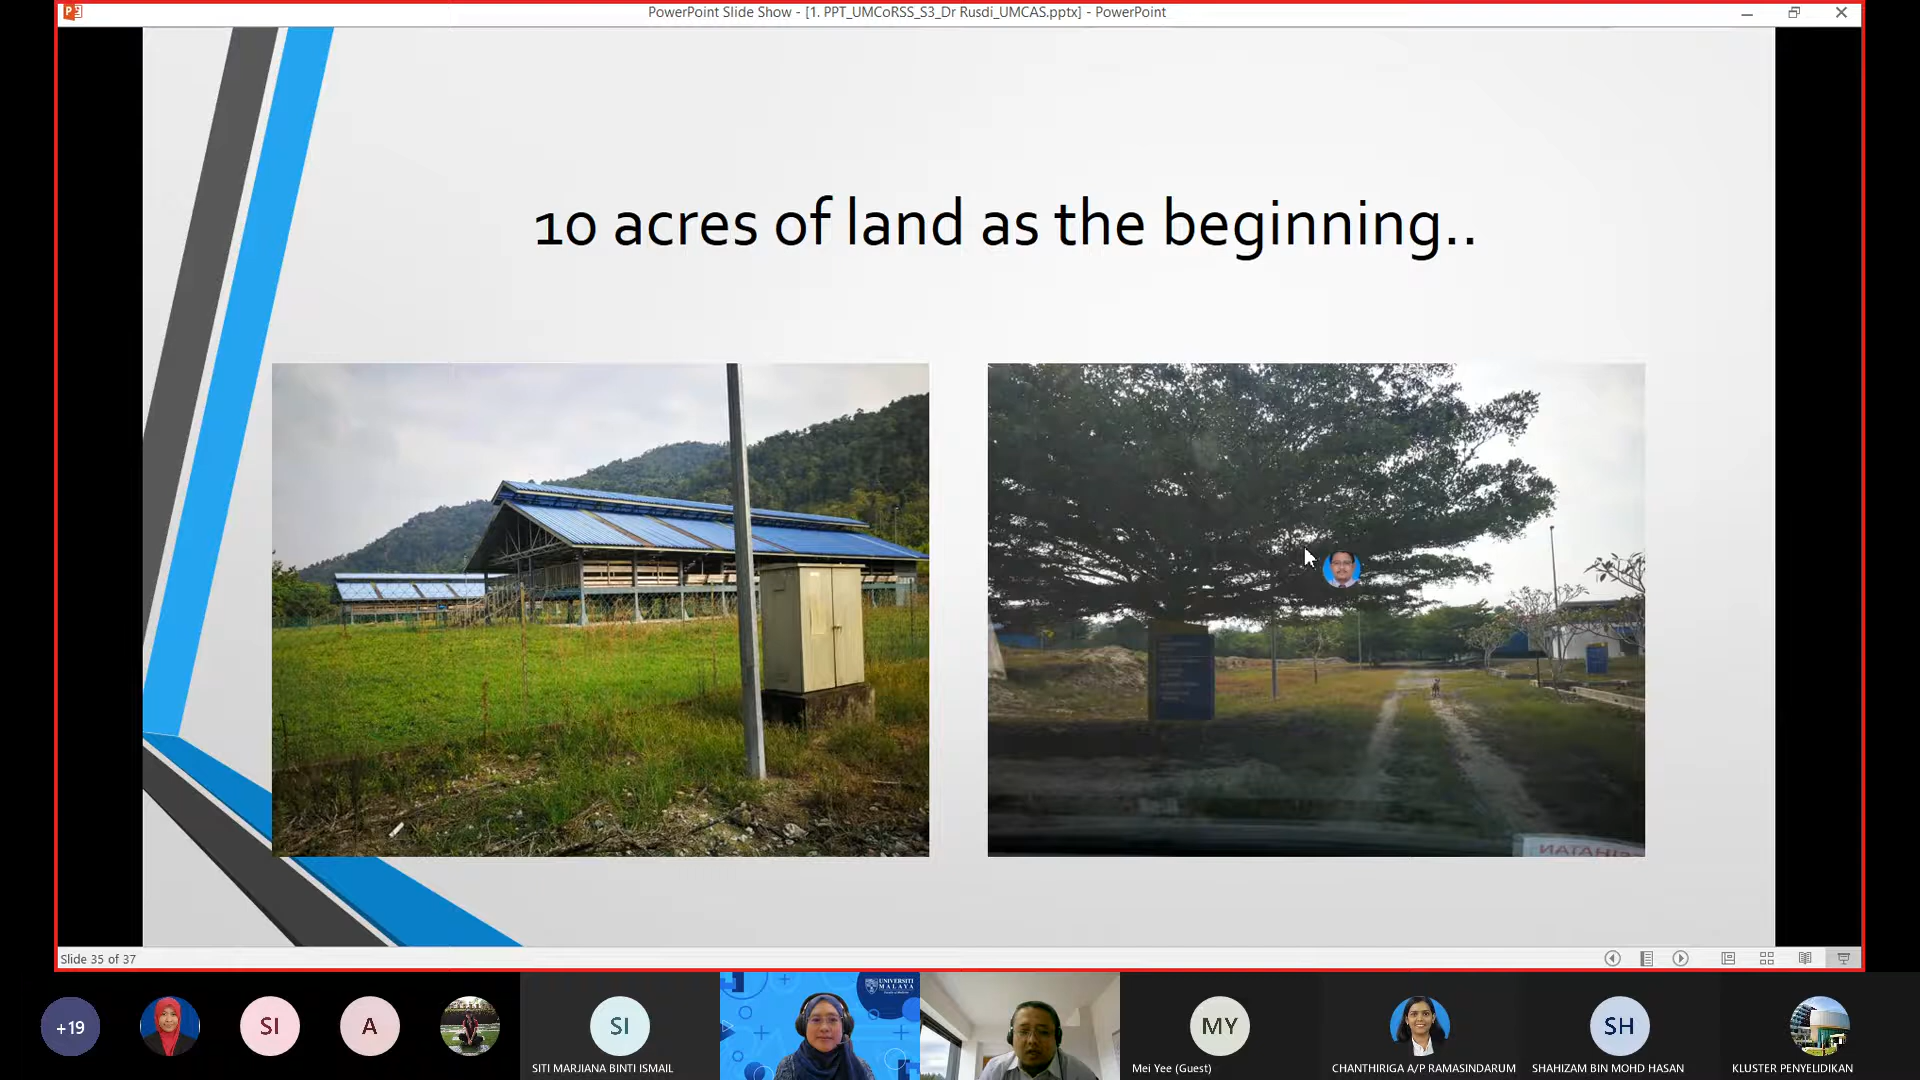 PowerPoint Slide Show - [1. PPT_UMCoRSS_S3_Dr Rusdi_UMCAS.pptx] - PowerPoint
10 acres of land as the beginning..
Slide 35 of 37
+19
SI
A
SI
SITI MARJIANA BINTI ISMAIL
UNIVERSITI
MALAYA
MY
Mei Yee (Guest)
CHANTHIRIGA A/P RAMASINDARUM
SH
SHAHIZAM BIN MOHD HASAN
KLUSTER PENYELIDIKAN